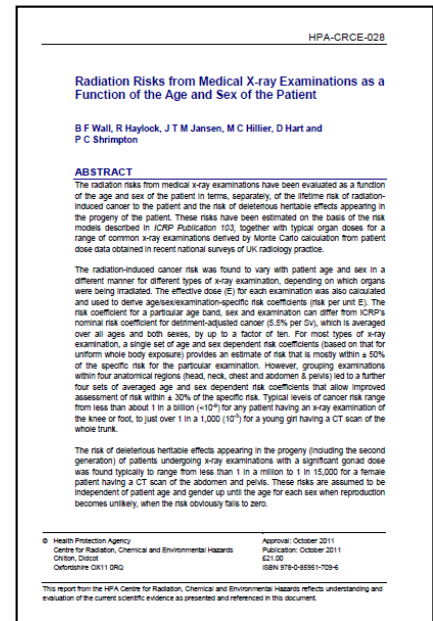 HPA-CRCE-028
Radiation Risks from Medical X-ray Examinations as a
Function of the Age and Sex of the Patient
B F Wall, R Haylock, J T M Jansen, M C Hillier, D Hart and
P C Shrimpton
ABSTRACT
The radiation risks from medical x-ray examinations have been evaluated as a function
of the age and sex of the patient in terms, separately, of the lifetime risk of radiation-
induced cancer to the patient and the risk of deleterious heritable effects appearing in
the progeny of the patient. These risks have been estimated on the basis of the risk
models described in ICRP Publication 103, together with typical organ doses for a
range of common x-ray examinations derived by Monte Carlo calculation from patient
dose data obtained in recent national surveys of UK radiology practice.
The radiation-induced cancer risk was found to vary with patient age and sex in a
different manner for different types of x-ray examination, depending on which organs
were being irradiated. The effective dose (E) for each examination was also calculated
and used to derive age/sex/examination-specific risk coefficients (risk per unit E). The
risk coefficient for a particular age band, sex and examination can differ from ICRP's
nominal risk coefficient for detriment-adjusted cancer (5.5% per Sv), which is averaged
over all ages and both sexes, by up to a factor of ten. For most types of x-ray
examination, a single set of age and sex dependent risk coefficients (based on that for
uniform whole body exposure) provides an estimate of risk that is mostly within ± 50%
of the specific risk for the particular examination. However, grouping examinations
within four anatomical regions (head, neck, chest and abdomen & pelvis) led to a further
four sets of averaged age and sex dependent risk coefficients that allow improved
assessment of risk within ± 30% of the specific risk. Typical levels of cancer risk range
from less than about 1 in a billion (<10⁻⁹) for any patient having an x-ray examination of
the knee or foot, to just over 1 in a 1,000 (10⁻³) for a young girl having a CT scan of the
whole trunk.
The risk of deleterious heritable effects appearing in the progeny (including the second
generation) of patients undergoing x-ray examinations with a significant gonad dose
was found typically to range from less than 1 in a million to 1 in 15,000 for a female
patient having a CT scan of the abdomen and pelvis. These risks are assumed to be
independent of patient age and gender up until the age for each sex when reproduction
becomes unlikely, when the risk obviously falls to zero.
© Health Protection Agency
Centre for Radiation, Chemical and Environmental Hazards
Chilton, Didcot
Oxfordshire OX11 0RQ
Approval: October 2011
Publication: October 2011
£21.00
ISBN 978-0-85951-709-6
This report from the HPA Centre for Radiation, Chemical and Environmental Hazards reflects understanding and
evaluation of the current scientific evidence as presented and referenced in this document.